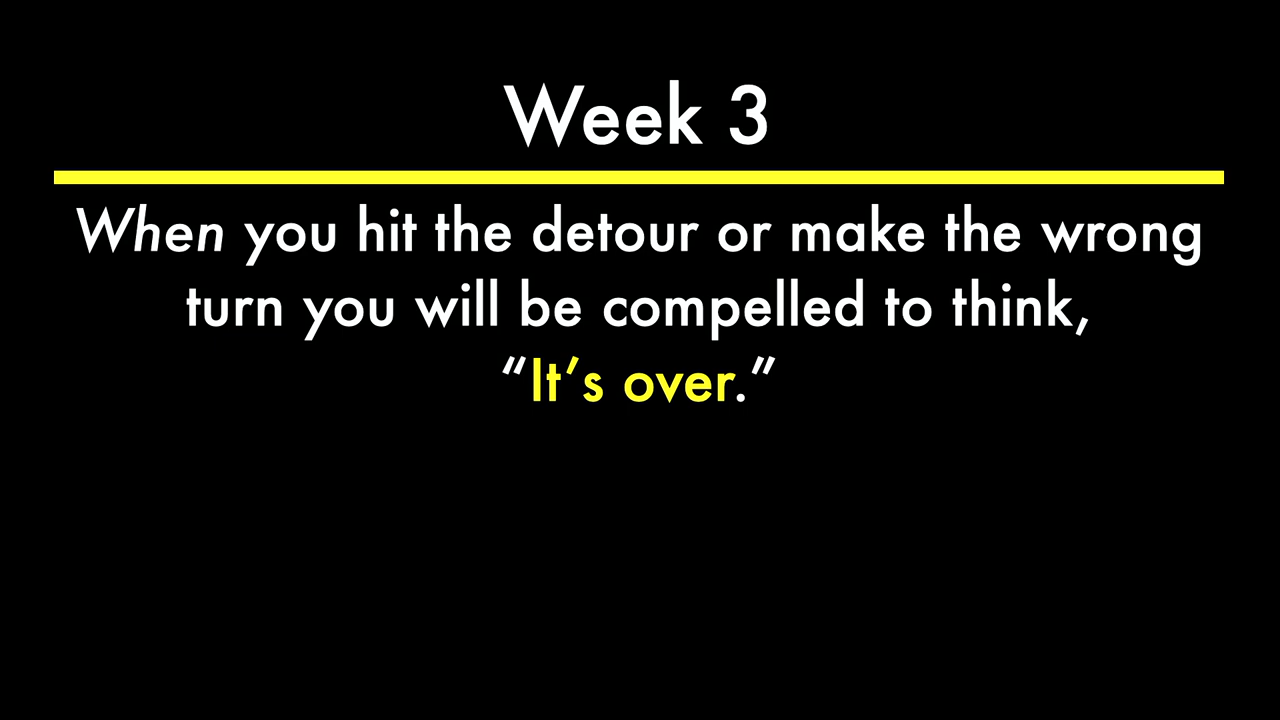 Week 3
When you hit the detour or make the wrong
turn you will be compelled to think,
“It’s over.”